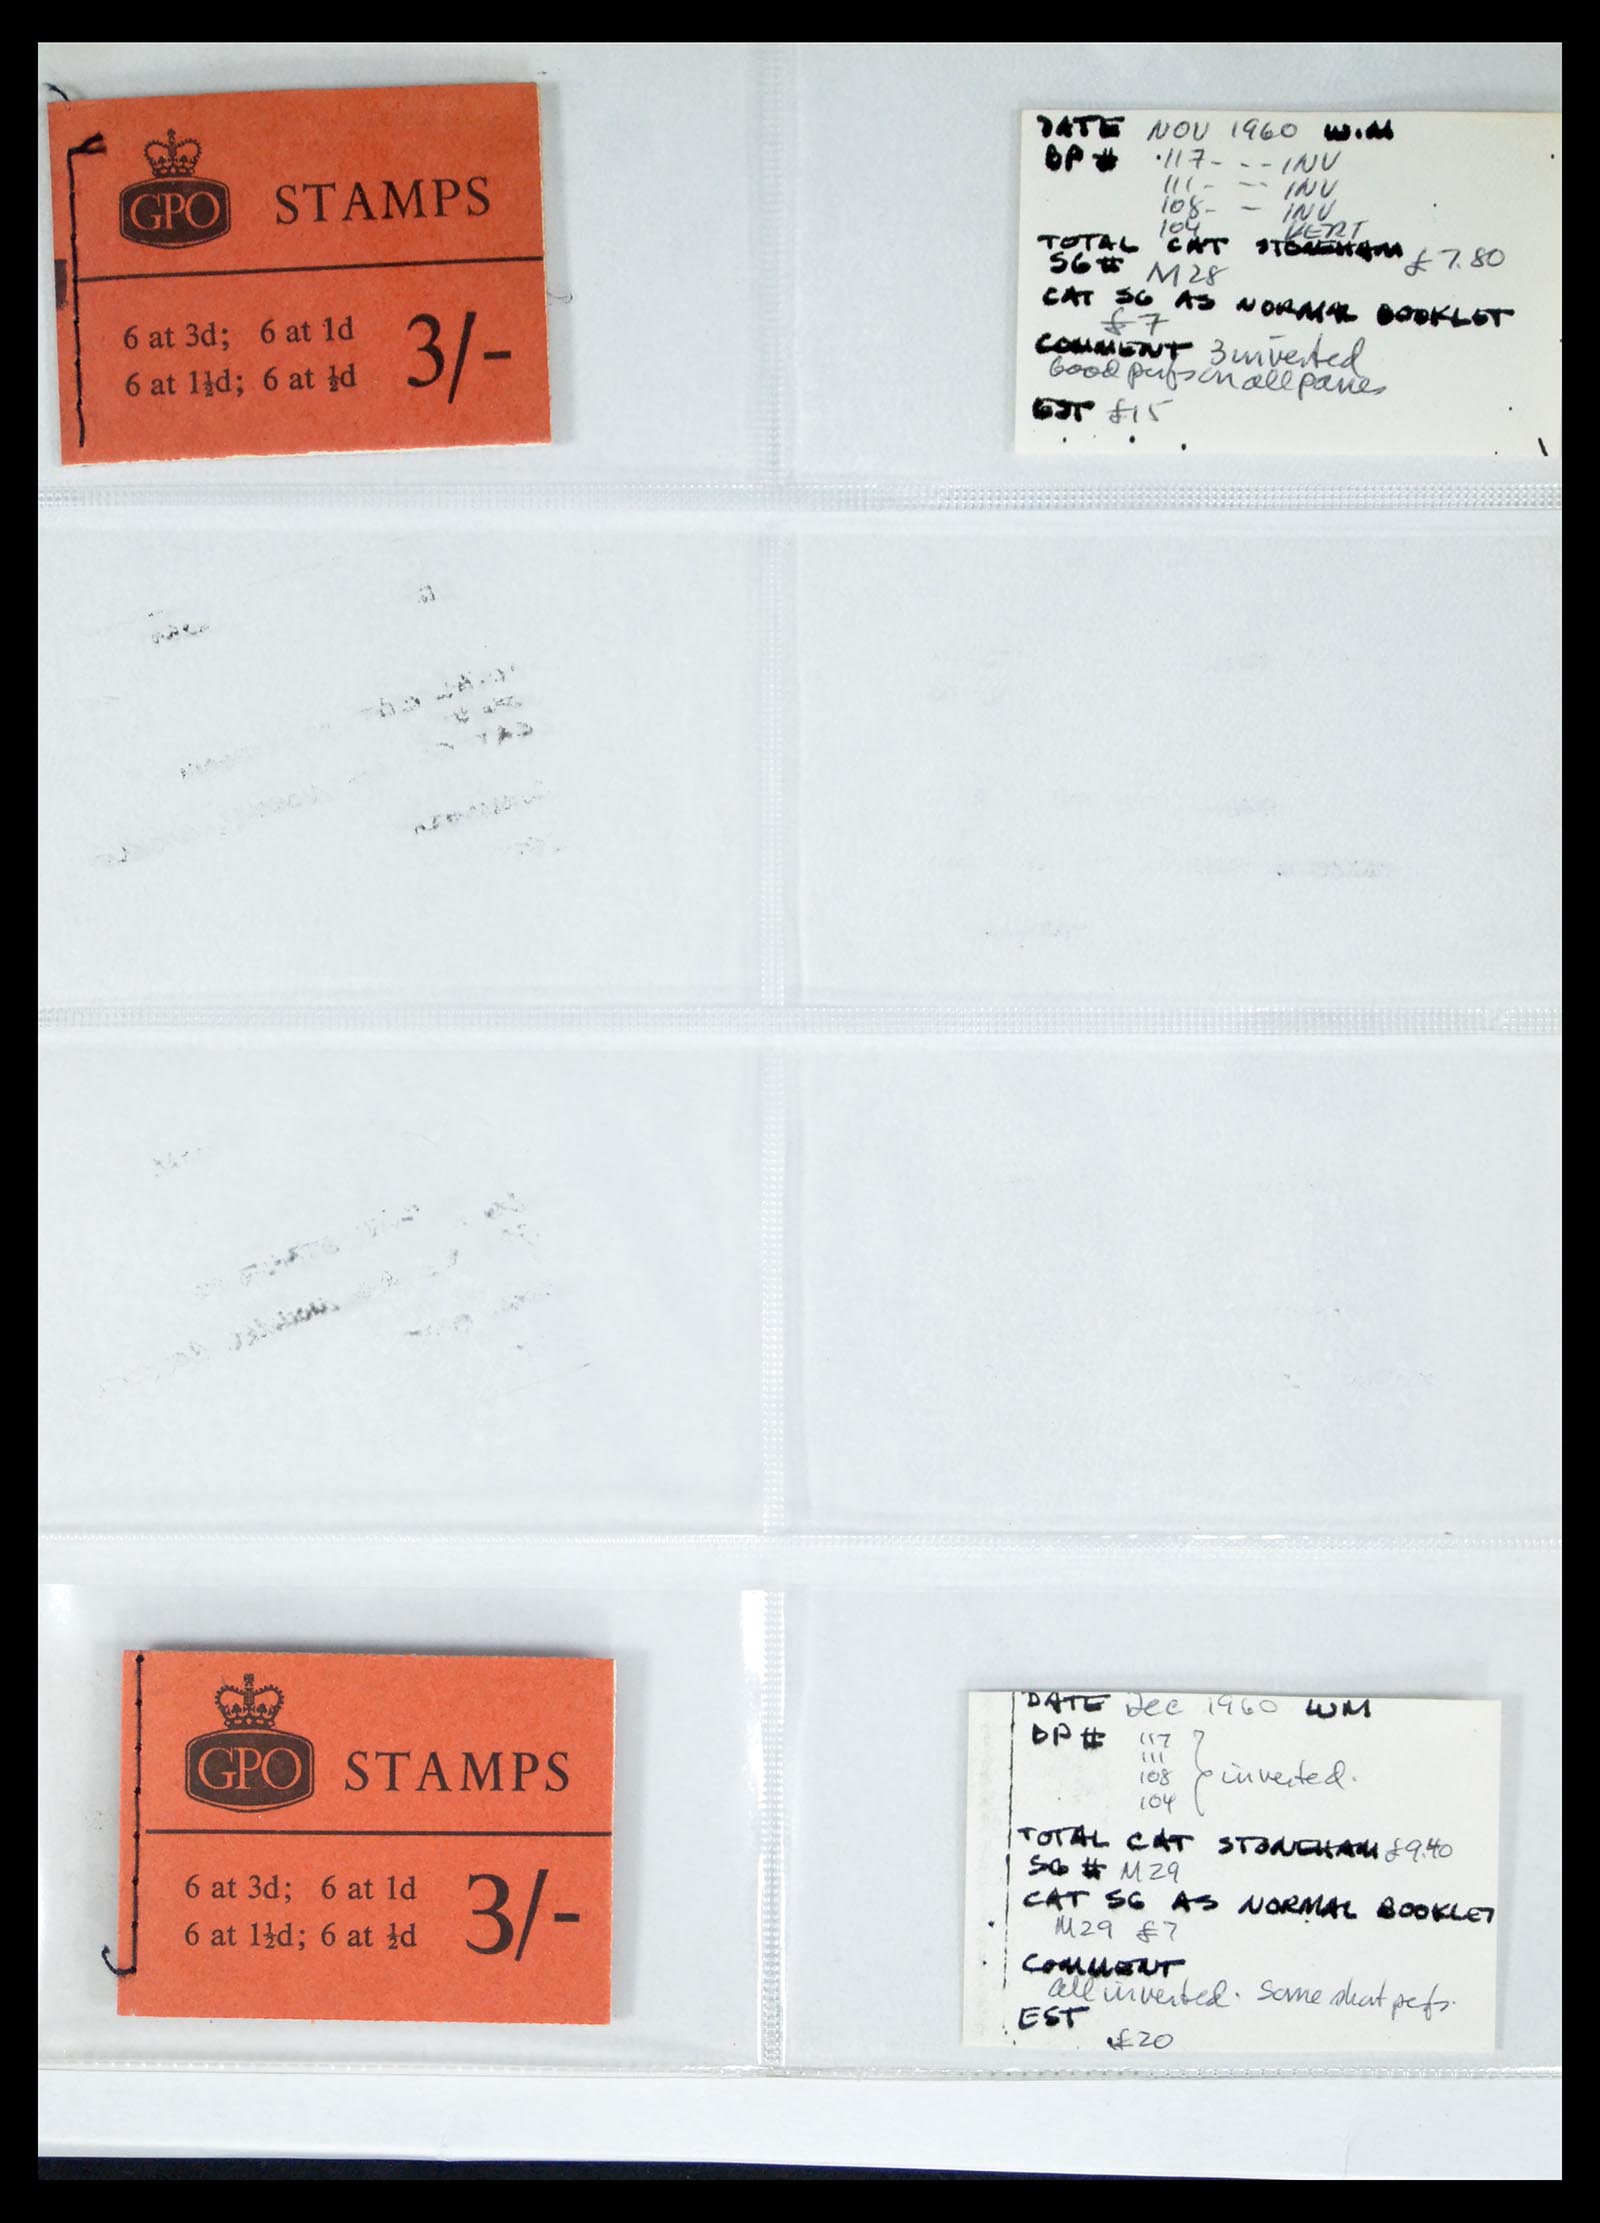 GPO STAMPS
6 at 3d; 6 at 1d
6 at 1½d; 6 at ½d
3/-
DATE NOV 1960 W.M
BP # 117 - - - INV
111 - - - INV
108 - - INV
104 VERT
TOTAL CAT STONEHAM £7.80
SG # M28
CAT SG AS NORMAL BOOKLET
£7
COMMENT 3 inverted
Good perfs on all panes
EST £15
GPO STAMPS
6 at 3d; 6 at 1d
6 at 1½d; 6 at ½d
3/-
DATE Dec 1960 WM
BP # 117
111
108 inverted.
104
TOTAL CAT STONEHAM £9.40
SG # M29
CAT SG AS NORMAL BOOKLET
M29 £7
COMMENT
all inverted. Some short perfs.
EST
£20